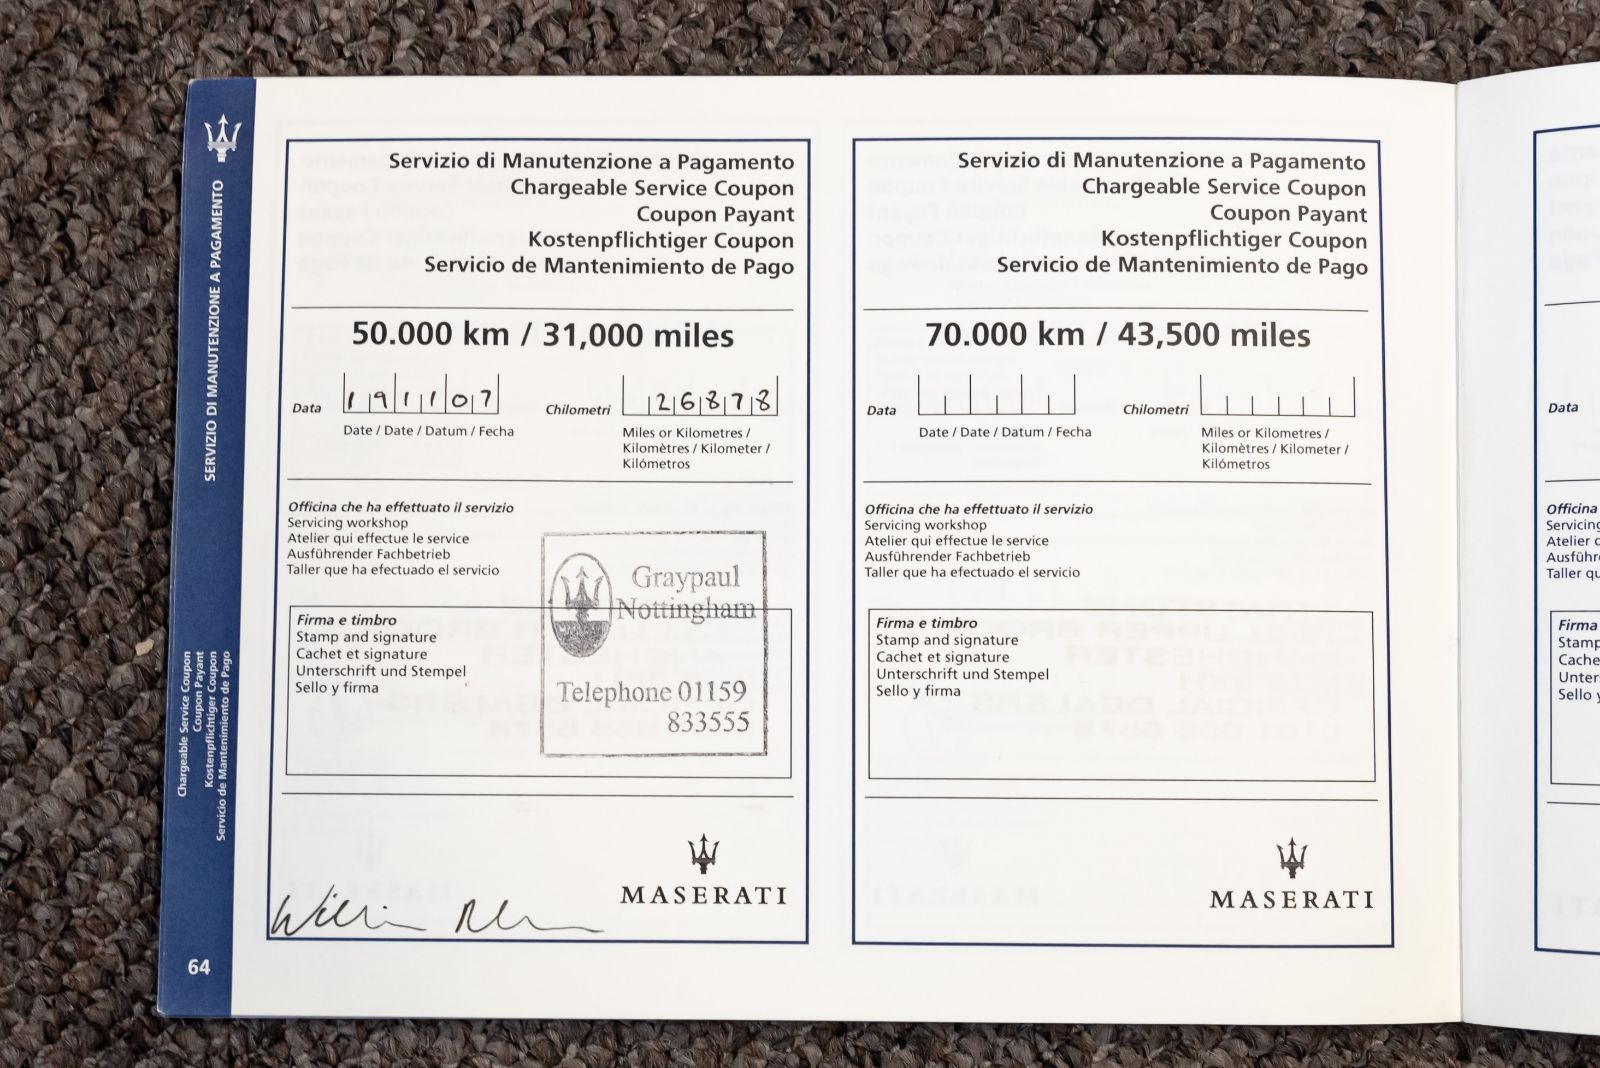 SERVIZIO DI MANUTENZIONE A PAGAMENTO
Chargeable Service Coupon
Coupon Payant
Kostenpflichtiger Coupon
Servicio de Mantenimiento de Pago
64
Servizio di Manutenzione a Pagamento
Chargeable Service Coupon
Coupon Payant
Kostenpflichtiger Coupon
Servicio de Mantenimiento de Pago
50.000 km / 31,000 miles
Data 191107 Chilometri 26878
Date / Date / Datum / Fecha
Miles or Kilometres /
Kilomètres / Kilometer /
Kilómetros
Officina che ha effettuato il servizio
Servicing workshop
Atelier qui effectue le service
Ausführender Fachbetrieb
Taller que ha efectuado el servicio
Graypaul
Nottingham
Telephone 01159
833555
Firma e timbro
Stamp and signature
Cachet et signature
Unterschrift und Stempel
Sello y firma
MASERATI
Servizio di Manutenzione a Pagamento
Chargeable Service Coupon
Coupon Payant
Kostenpflichtiger Coupon
Servicio de Mantenimiento de Pago
70.000 km / 43,500 miles
Data Chilometri
Date / Date / Datum / Fecha
Miles or Kilometres /
Kilomètres / Kilometer /
Kilómetros
Officina che ha effettuato il servizio
Servicing workshop
Atelier qui effectue le service
Ausführender Fachbetrieb
Taller que ha efectuado el servicio
Firma e timbro
Stamp and signature
Cachet et signature
Unterschrift und Stempel
Sello y firma
MASERATI
Data
Officina
Servicing
Atelier
Taller
Firma
Sello y